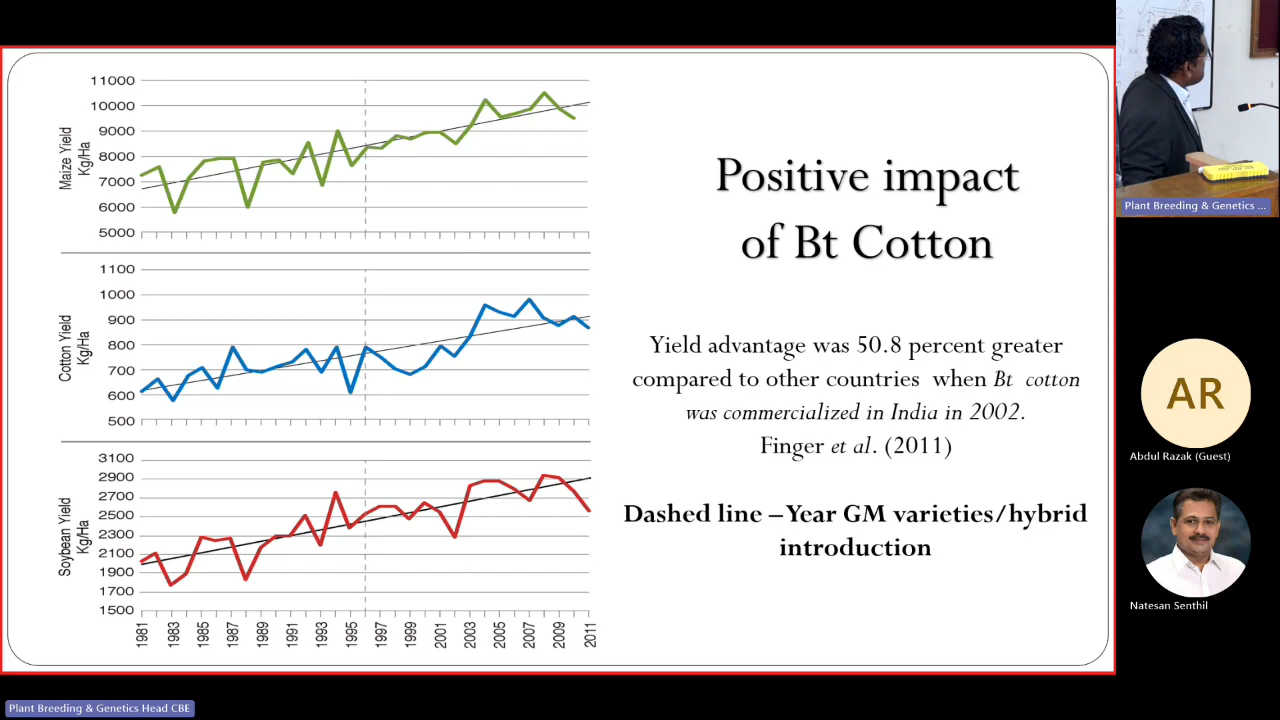 11000
10000
9000
8000
7000
6000
5000
Maize Yield
Kg/Ha
1100
1000
900
800
700
600
500
Cotton Yield
Kg/Ha
3100
2900
2700
2500
2300
2100
1900
1700
1500
Soybean Yield
Kg/Ha
1981 1983 1985 1987 1989 1991 1993 1995 1997 1999 2001 2003 2005 2007 2009 2011
Positive impact
of Bt Cotton
Yield advantage was 50.8 percent greater
compared to other countries when Bt cotton
was commercialized in India in 2002.
Finger et al. (2011)
Dashed line – Year GM varieties/hybrid
introduction
Plant Breeding & Genetics ...
AR
Abdul Razak (Guest)
Natesan Senthil
Plant Breeding & Genetics Head CBE